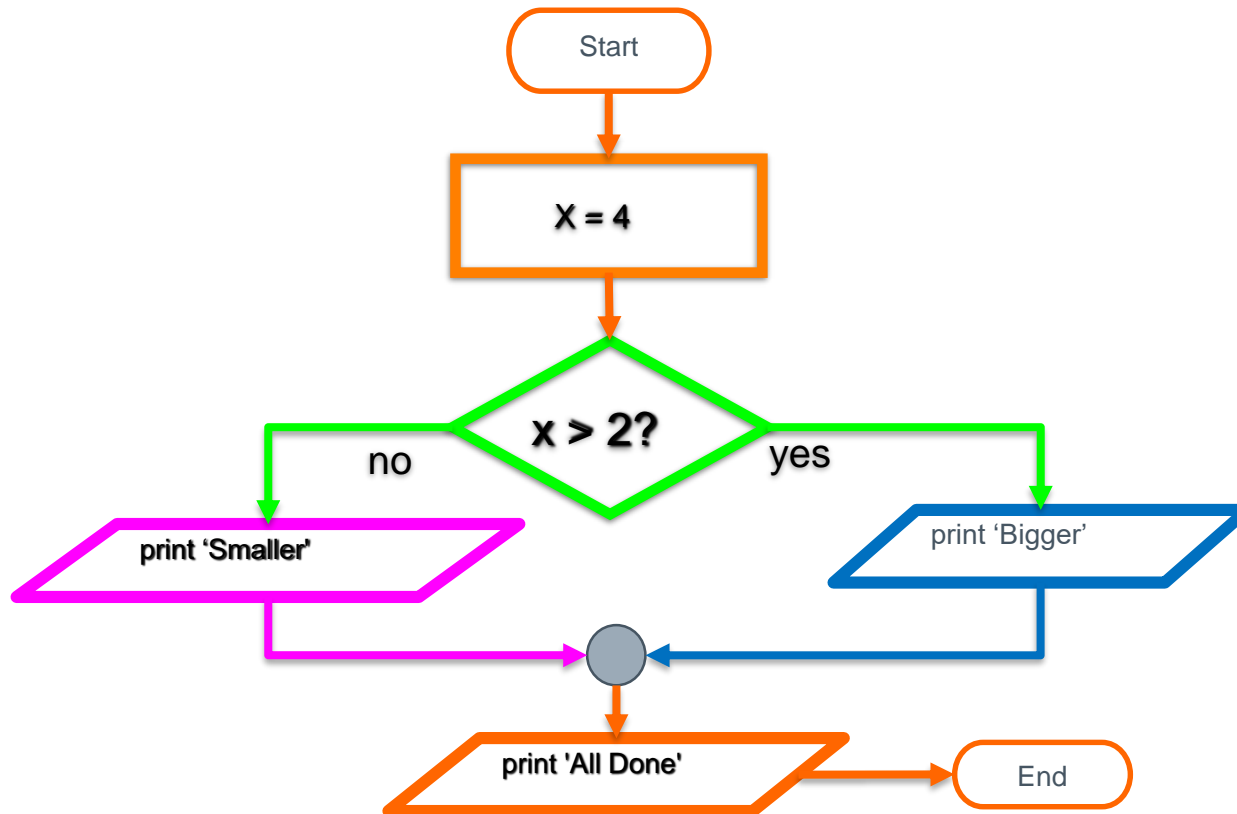 Start
X = 4
x > 2?
no
yes
print ‘Smaller'
print ‘Bigger’
print 'All Done'
End